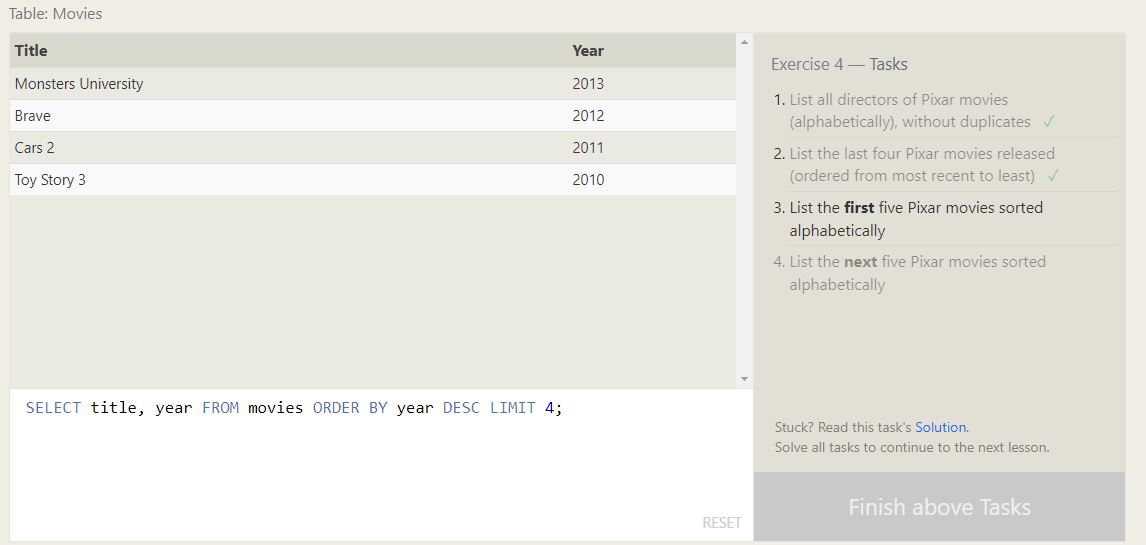 Table: Movies
Title Year
Monsters University 2013
Brave 2012
Cars 2 2011
Toy Story 3 2010
SELECT title, year FROM movies ORDER BY year DESC LIMIT 4;
RESET
Exercise 4 — Tasks
1. List all directors of Pixar movies
(alphabetically), without duplicates ✓
2. List the last four Pixar movies released
(ordered from most recent to least) ✓
3. List the first five Pixar movies sorted
alphabetically
4. List the next five Pixar movies sorted
alphabetically
Stuck? Read this task's Solution.
Solve all tasks to continue to the next lesson.
Finish above Tasks